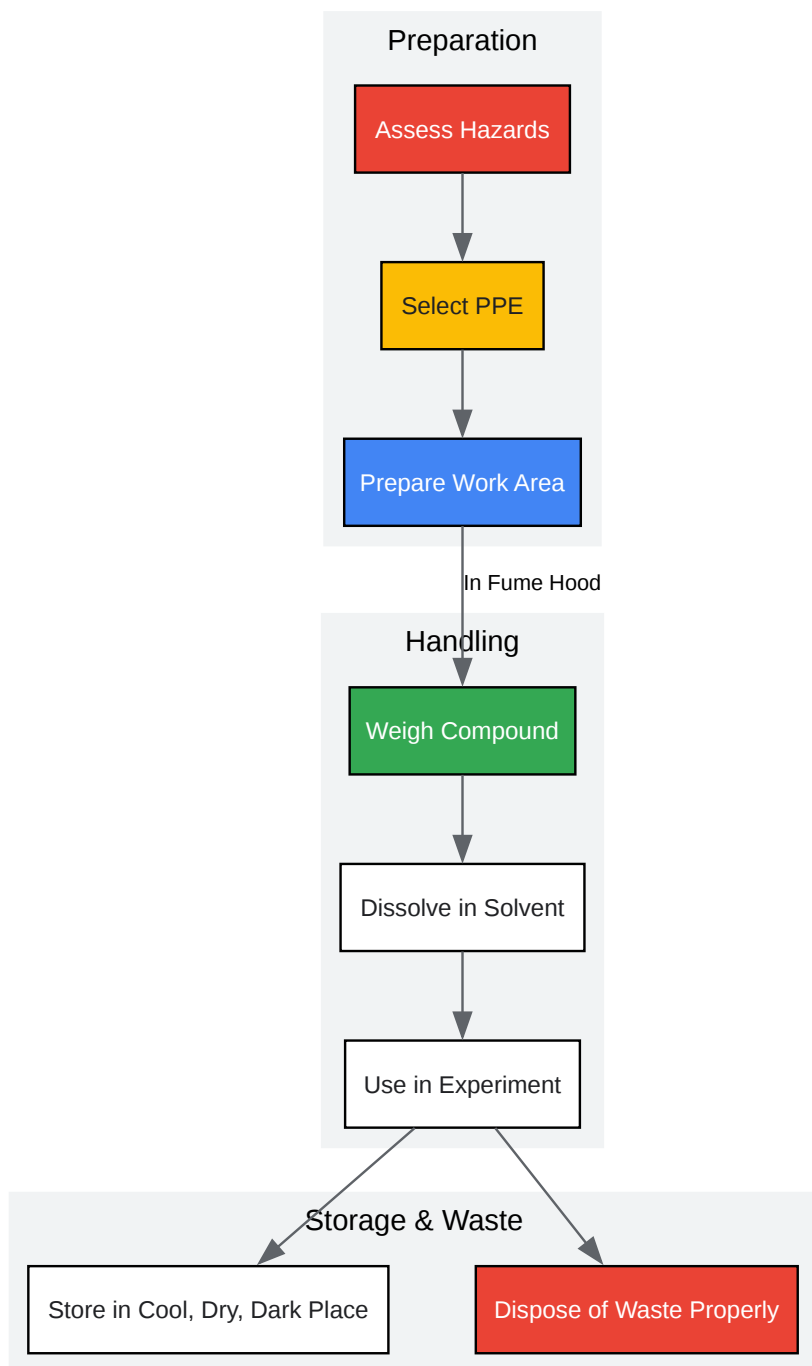 Preparation
Assess Hazards
Select PPE
Prepare Work Area
In Fume Hood
Handling
Weigh Compound
Dissolve in Solvent
Use in Experiment
Storage & Waste
Store in Cool, Dry, Dark Place
Dispose of Waste Properly